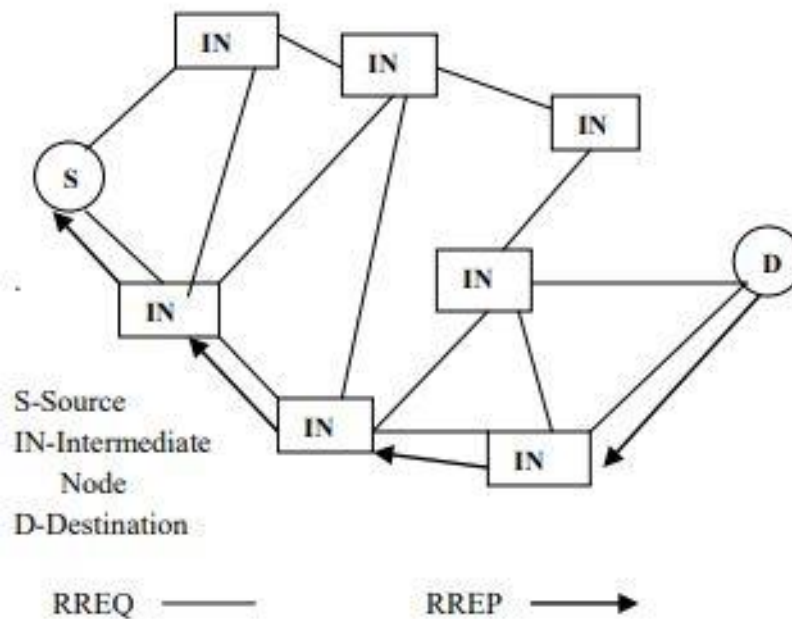 IN
IN
IN
S
IN
D
IN
IN
IN
S-Source
IN-Intermediate
Node
D-Destination
RREQ
RREP